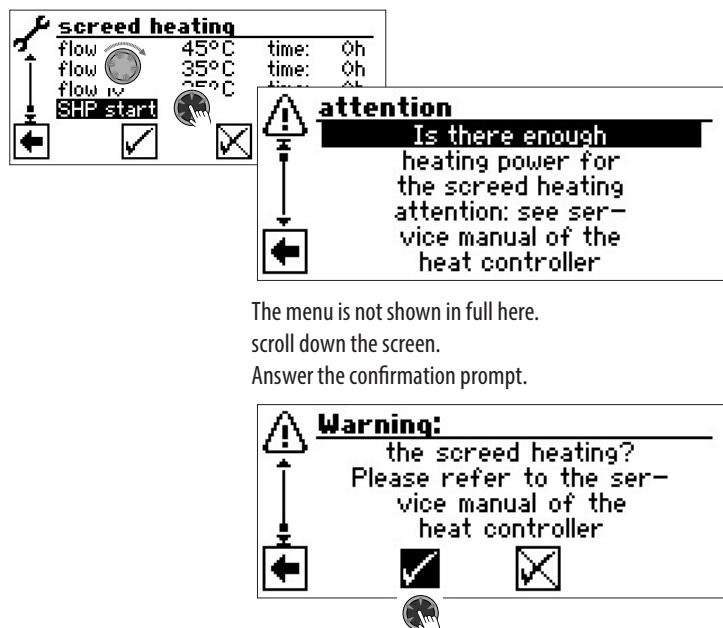 screed heating
flow 45°C time: 0h
flow 35°C time: 0h
flow IV
SHP start
attention
Is there enough
heating power for
the screed heating
attention: see ser-
vice manual of the
heat controller
The menu is not shown in full here.
scroll down the screen.
Answer the confirmation prompt.
Warning:
the screed heating?
Please refer to the ser-
vice manual of the
heat controller